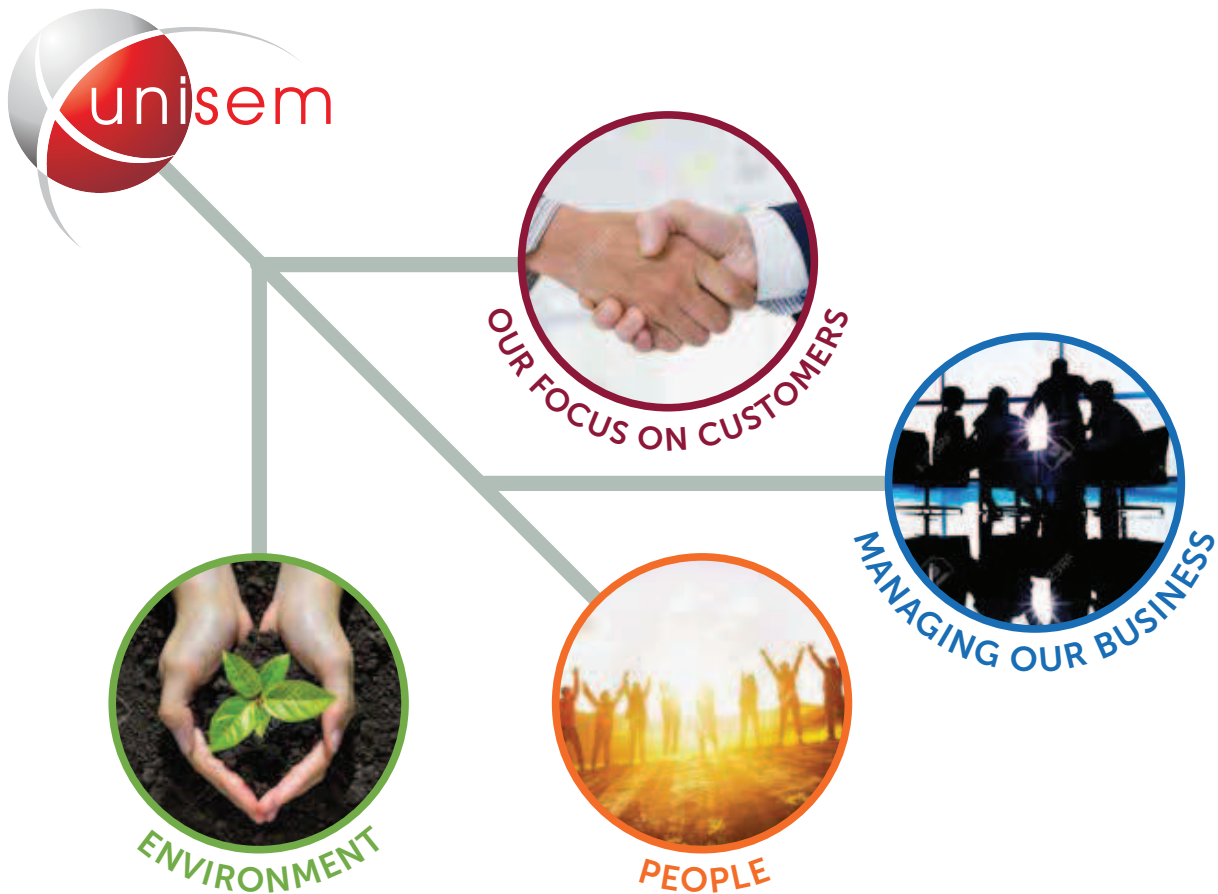 unisem
OUR FOCUS ON CUSTOMERS
MANAGING OUR BUSINESS
ENVIRONMENT
PEOPLE